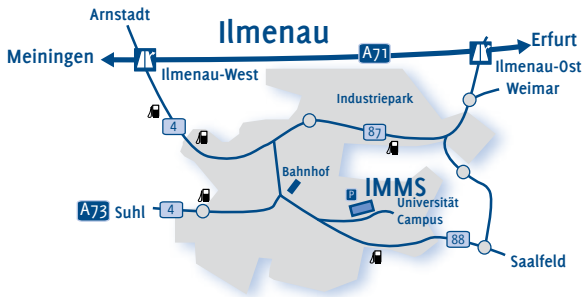 Arnstadt
Ilmenau
Erfurt
Meiningen
A71
Ilmenau-West
Ilmenau-Ost
Weimar
Industriepark
4
87
Bahnhof
P
IMMS
Universität
Campus
A73
Suhl
4
88
Saalfeld